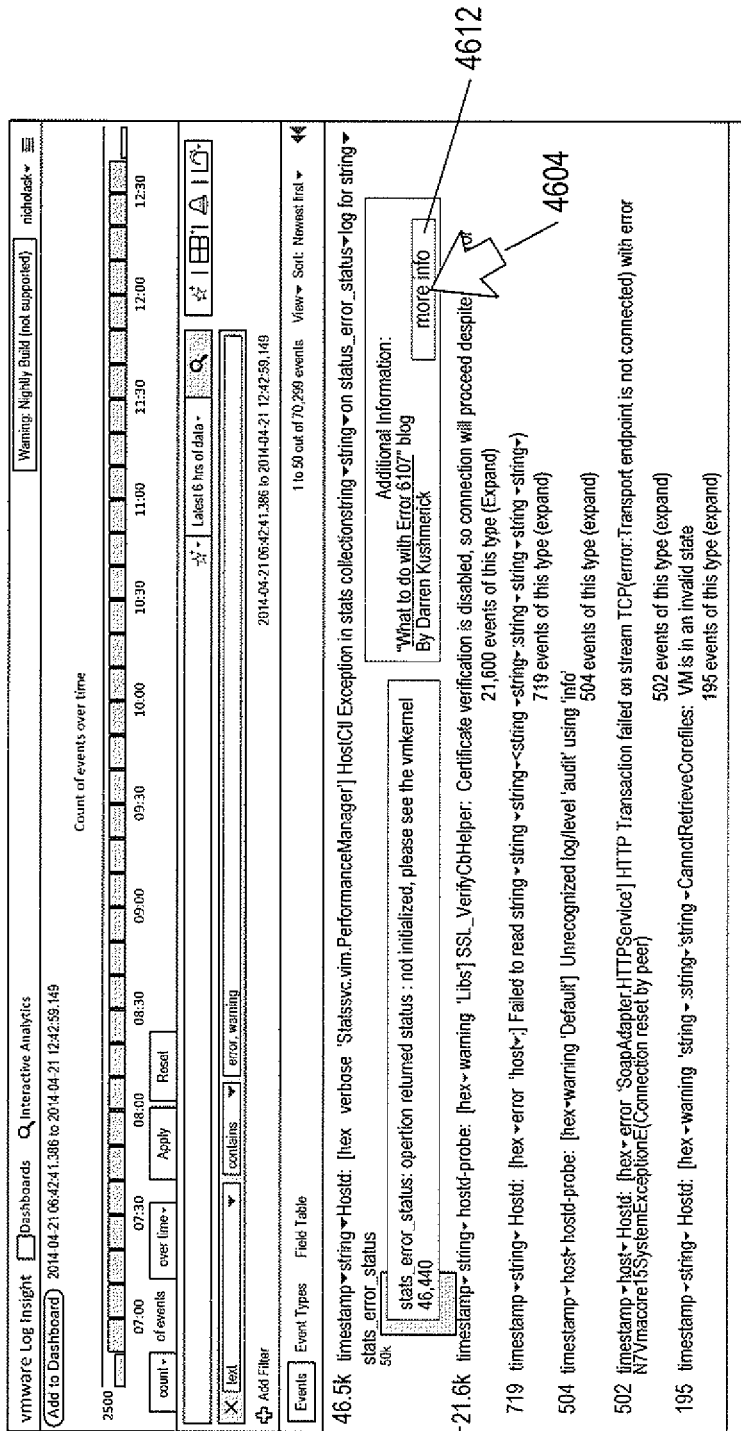 vmware Log Insight Dashboards Interactive Analytics Warning: Nightly Build (not supported) nicholask
Add to Dashboard 2014-04-21 06:42:41.386 to 2014-04-21 12:42:59.149
Count of events over time
2500
07:00 07:30 08:00 08:30 09:00 09:30 10:00 10:30 11:00 11:30 12:00 12:30
count of events over time Apply Reset
Latest 6 hrs of data
X text contains error, warning
Add Filter 2014-04-21 06:42:41.386 to 2014-04-21 12:42:59.149
Events Event Types Field Table 1 to 50 out of 70,299 events View Sort: Newest first
46.5k timestamp string Hostd: [hex verbose 'Statssvc.vim.PerformanceManager'] HostCtl Exception in stats collectionstring string on status_error_status log for string
stats_error_status
50k
stats_error_status: opertion returned status : not initialized, please see the vmkernel
46,440
Additional Information:
"What to do with Error 6107" blog
By Darren Kushmerick
more info
4612
4604
-21.6k timestamp string hostd-probe: [hex warning 'Libs'] SSL_VerifyCbHelper: Certificate verification is disabled, so connection will proceed despite
21,600 events of this type (Expand)
719 timestamp string Hostd: [hex error 'host ;] Failed to read string string string <string string string string string string )
719 events of this type (expand)
504 timestamp host hostd-probe: [hex warning 'Default'] Unrecognized log/level 'audit' using 'info'
504 events of this type (expand)
502 timestamp host Hostd: [hex error 'SoapAdapter.HTTPService'] HTTP Transaction failed on stream TCP(error:Transport endpoint is not connected) with error
N7Vmacore15SystemExceptionE(Connection reset by peer)
502 events of this type (expand)
195 timestamp string Hostd: [hex warning 'string :string 'string CannotRetrieveCorefiles: VM is in an invalid state
195 events of this type (expand)